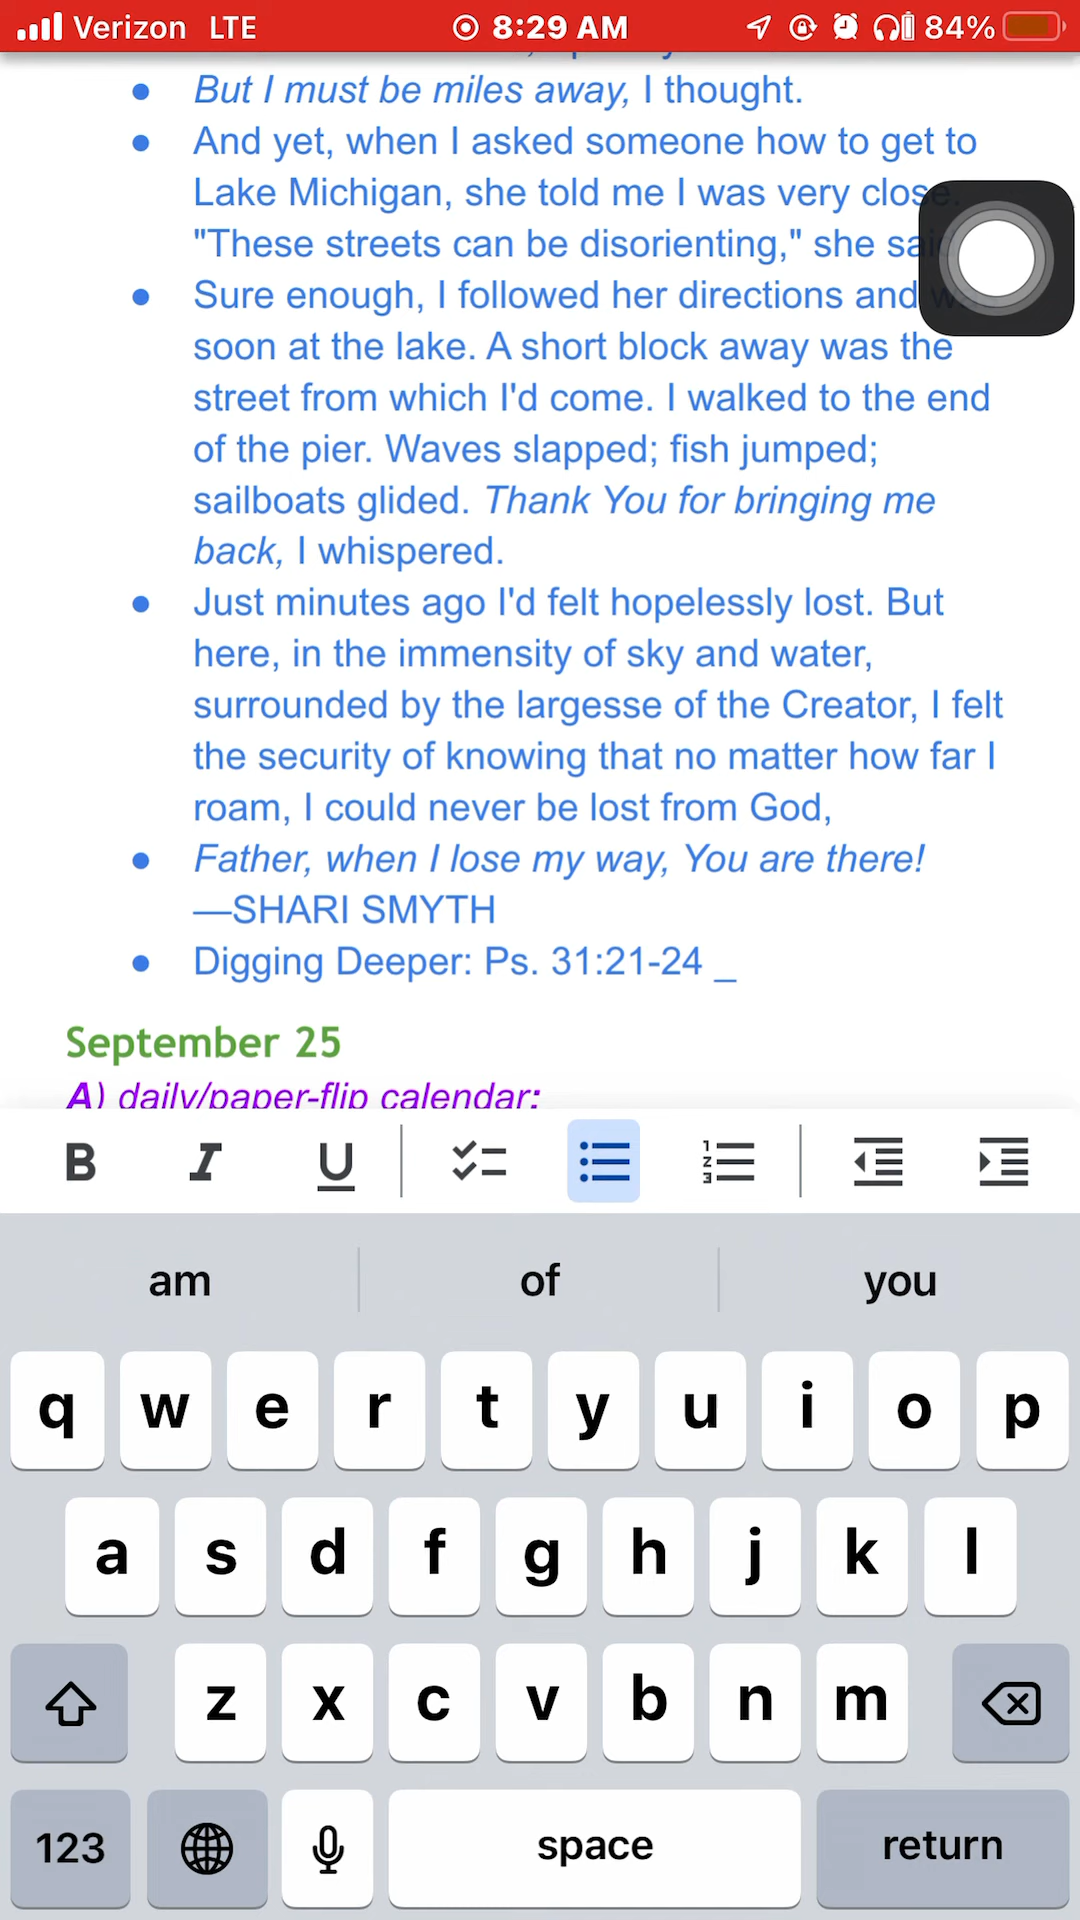 Verizon LTE 8:29 AM 84%
• But I must be miles away, I thought.
• And yet, when I asked someone how to get to
Lake Michigan, she told me I was very close.
"These streets can be disorienting," she said
• Sure enough, I followed her directions and was
soon at the lake. A short block away was the
street from which I'd come. I walked to the end
of the pier. Waves slapped; fish jumped;
sailboats glided. Thank You for bringing me
back, I whispered.
• Just minutes ago I'd felt hopelessly lost. But
here, in the immensity of sky and water,
surrounded by the largesse of the Creator, I felt
the security of knowing that no matter how far I
roam, I could never be lost from God,
• Father, when I lose my way, You are there!
—SHARI SMYTH
• Digging Deeper: Ps. 31:21-24 _
September 25
A) daily/paper-flip calendar:
B I U
am of you
q w e r t y u i o p
a s d f g h j k l
z x c v b n m
123 space return